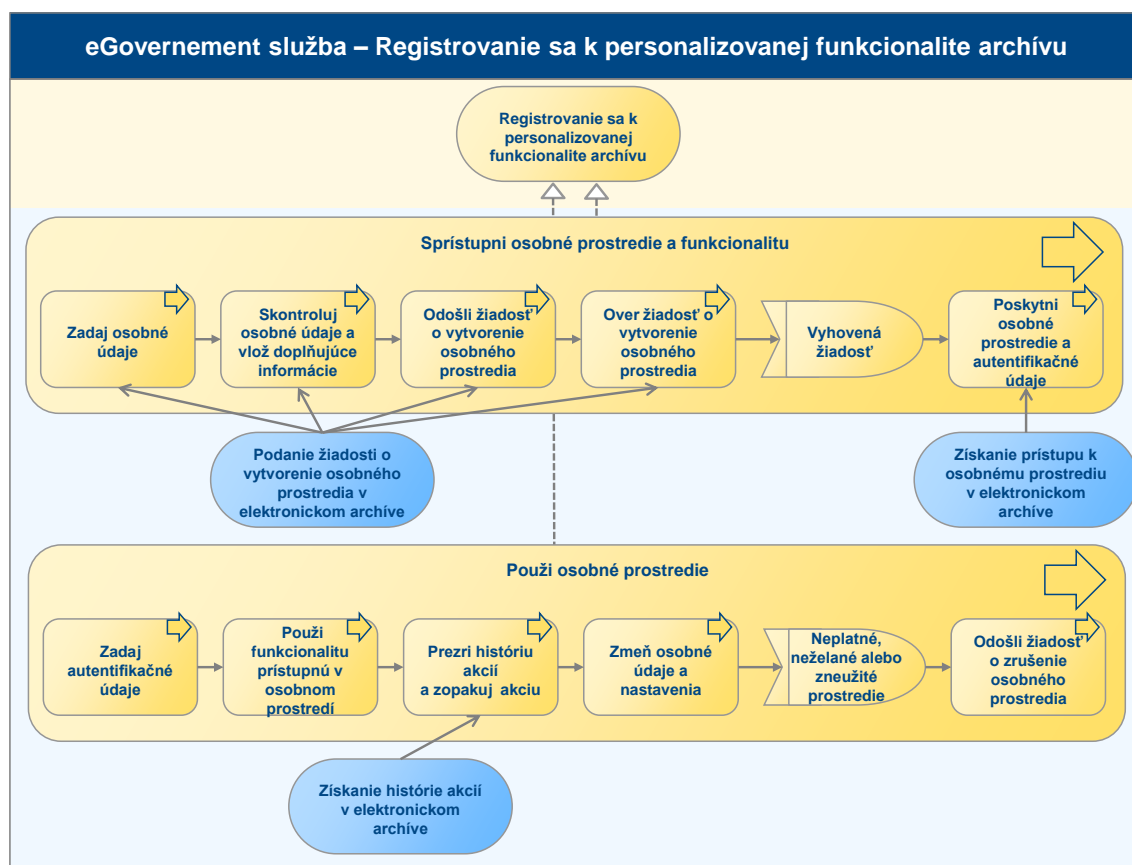 eGovernement služba – Registrovanie sa k personalizovanej funkcionalite archívu
Registrovanie sa k
personalizovanej
funkcionalite archívu
Sprístupni osobné prostredie a funkcionalitu
Zadaj osobné
údaje
Skontroluj
osobné údaje a
vlož doplňujúce
informácie
Odošli žiadosť
o vytvorenie
osobného
prostredia
Over žiadosť o
vytvorenie
osobného
prostredia
Vyhovená
žiadosť
Poskytni
osobné
prostredie a
autentifikačné
údaje
Podanie žiadosti o
vytvorenie osobného
prostredia v
elektronickom archíve
Získanie prístupu k
osobnému prostrediu
v elektronickom
archíve
Použi osobné prostredie
Zadaj
autentifikačné
údaje
Použi
funkcionalitu
prístupnú v
osobnom
prostredí
Prezri históriu
akcií
a zopakuj akciu
Zmeň osobné
údaje a
nastavenia
Neplatné,
neželané alebo
zneužité
prostredie
Odošli žiadosť
o zrušenie
osobného
prostredia
Získanie histórie akcií
v elektronickom
archíve